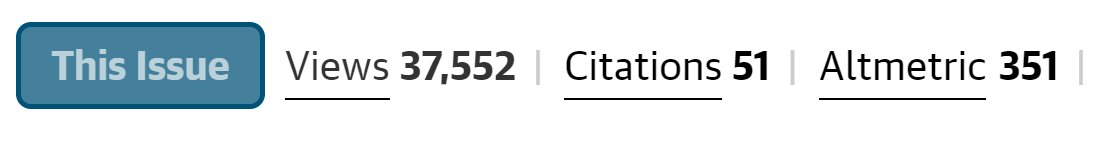 This Issue Views 37,552 | Citations 51 | Altmetric 351 |